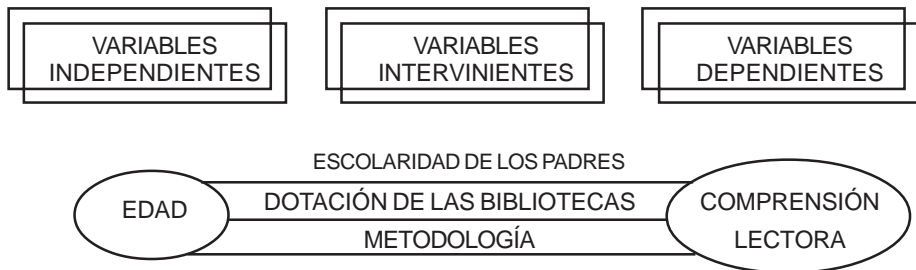 VARIABLES
INDEPENDIENTES
VARIABLES
INTERVINIENTES
VARIABLES
DEPENDIENTES
ESCOLARIDAD DE LOS PADRES
EDAD
DOTACIÓN DE LAS BIBLIOTECAS
METODOLOGÍA
COMPRENSIÓN
LECTORA